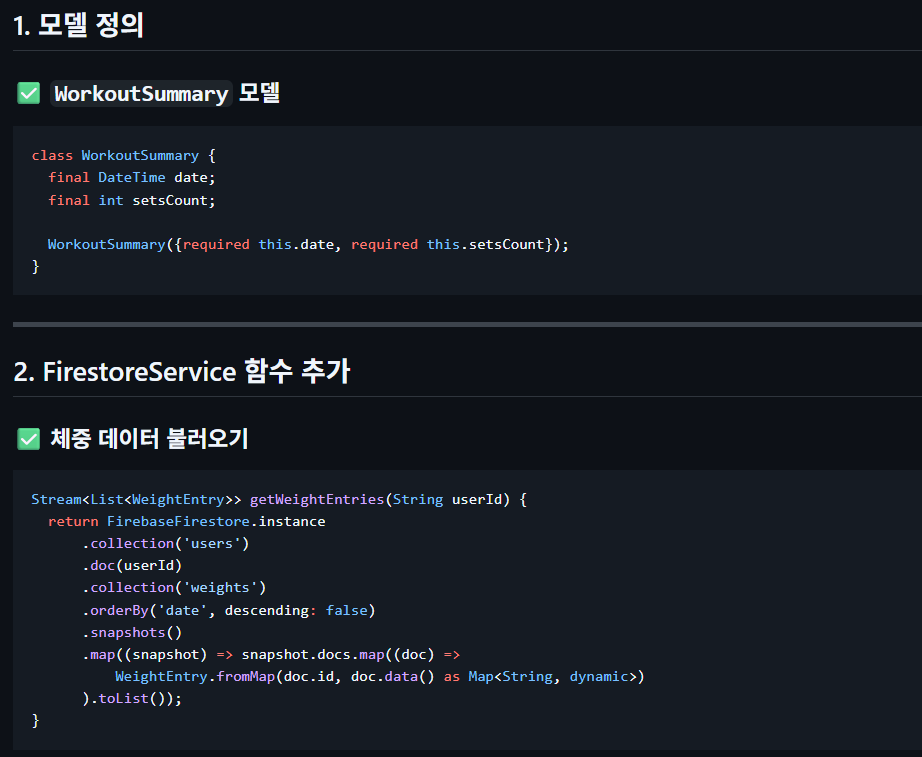 1. 모델 정의
✅ WorkoutSummary 모델
class WorkoutSummary {
  final DateTime date;
  final int setsCount;

  WorkoutSummary({required this.date, required this.setsCount});
}
2. FirestoreService 함수 추가
✅ 체중 데이터 불러오기
Stream<List<WeightEntry>> getWeightEntries(String userId) {
  return FirebaseFirestore.instance
      .collection('users')
      .doc(userId)
      .collection('weights')
      .orderBy('date', descending: false)
      .snapshots()
      .map((snapshot) => snapshot.docs.map((doc) =>
          WeightEntry.fromMap(doc.id, doc.data() as Map<String, dynamic>)
      ).toList());
}